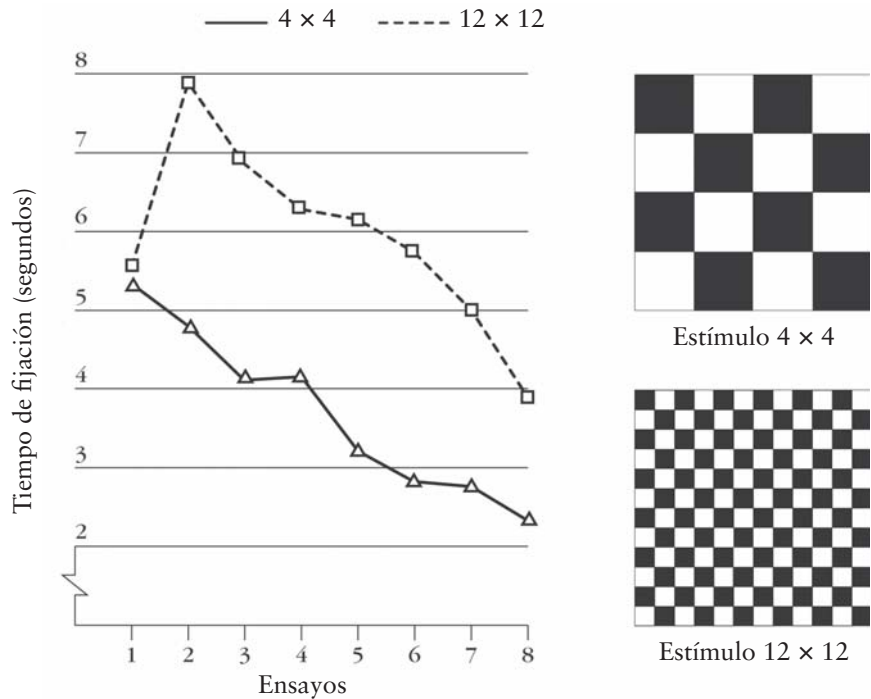 4 × 4
12 × 12
8
7
6
5
4
3
2
Tiempo de fijación (segundos)
1 2 3 4 5 6 7 8
Ensayos
Estímulo 4 × 4
Estímulo 12 × 12